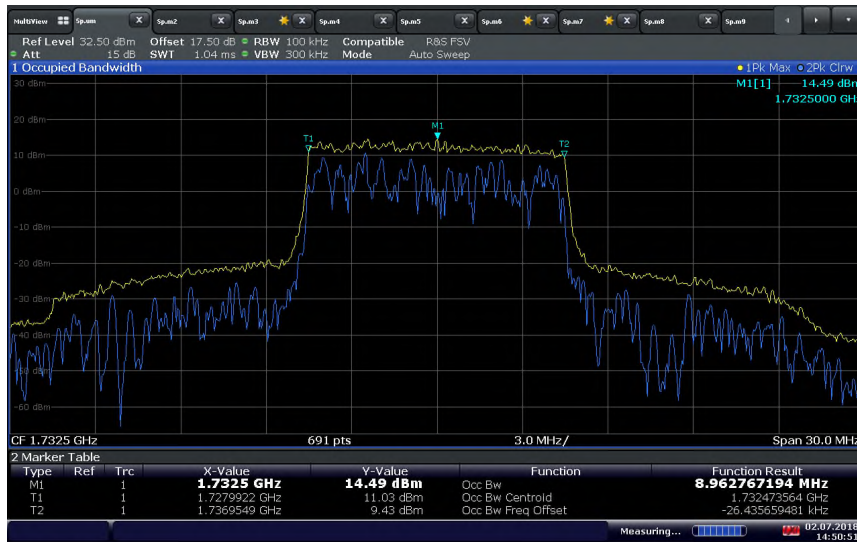 MultiView Sp.um X Sp.m2 X Sp.m3 X Sp.m4 X Sp.m5 X Sp.m6 X Sp.m7 X Sp.m8 X Sp.m9
Ref Level 32.50 dBm Offset 17.50 dB RBW 100 kHz Compatible R&S FSV
Att 15 dB SWT 1.04 ms VBW 300 kHz Mode Auto Sweep
1 Occupied Bandwidth 1Pk Max 2Pk Clrw
M1[1] 14.49 dBm
1.7325000 GHz
30 dBm
20 dBm
M1
T1
T2
10 dBm
0 dBm
-10 dBm
-20 dBm
-30 dBm
-40 dBm
-50 dBm
-60 dBm
CF 1.7325 GHz 691 pts 3.0 MHz/ Span 30.0 MHz
2 Marker Table
Type Ref Trc X-Value Y-Value Function Function Result
M1 1 1.7325 GHz 14.49 dBm Occ Bw 8.962767194 MHz
T1 1 1.7279922 GHz 11.03 dBm Occ Bw Centroid 1.732473564 GHz
T2 1 1.7369549 GHz 9.43 dBm Occ Bw Freq Offset -26.435659481 kHz
Measuring... 02.07.2018
14:50:51